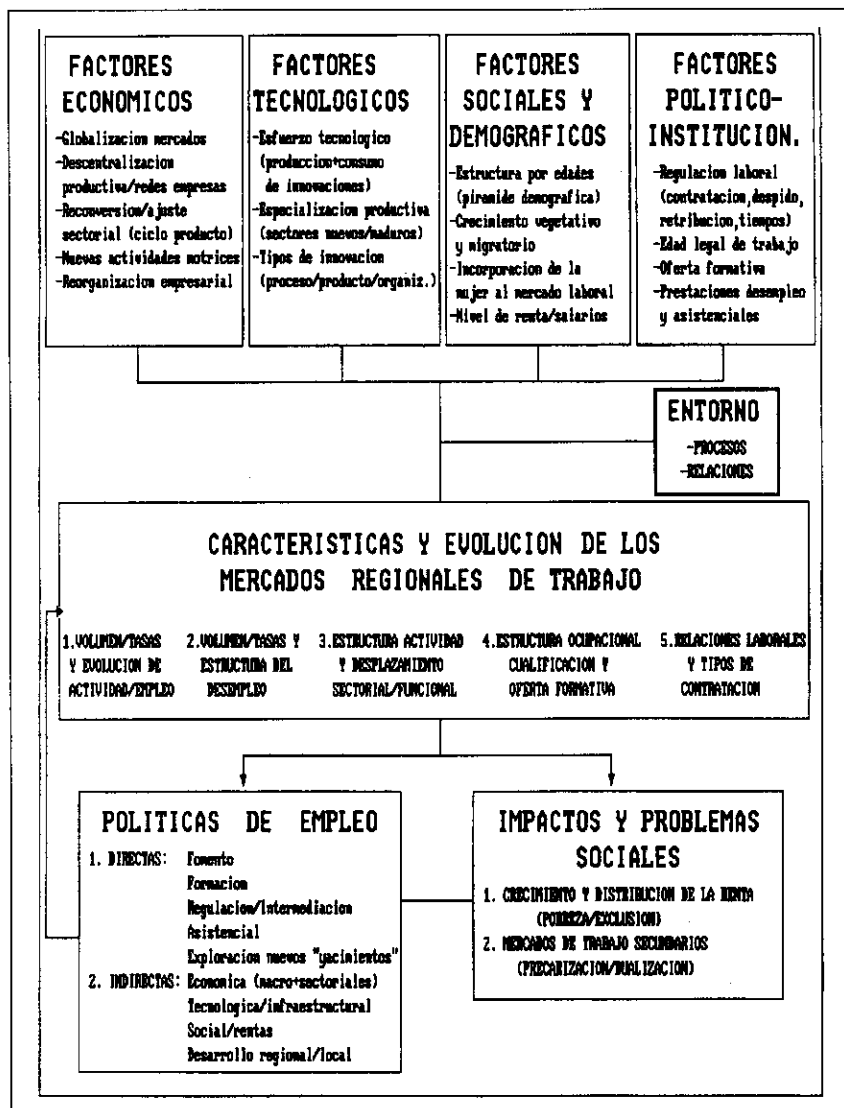 FACTORES
ECONOMICOS
-Globalizacion mercados
-Descentralizacion
productiva/redes empresas
-Reconversion/ajuste
sectorial (ciclo producto)
-Nuevas actividades motrices
-Reorganizacion empresarial
FACTORES
TECNOLOGICOS
-Esfuerzo tecnologico
(produccion+consumo
de innovaciones)
-Especializacion productiva
(sectores nuevos/maduros)
-Tipos de innovacion
(proceso/producto/organiz.)
FACTORES
SOCIALES Y
DEMOGRAFICOS
-Estructura por edades
(piramide demografica)
-Crecimiento vegetativo
y migratorio
-Incorporacion de la
mujer al mercado laboral
-Nivel de renta/salarios
FACTORES
POLITICO-
INSTITUCION.
-Regulacion laboral
(contratacion,despido,
retribucion,tiempos)
-Edad legal de trabajo
-Oferta formativa
-Prestaciones desempleo
y asistenciales
ENTORNO
-PROCESOS
-RELACIONES
CARACTERISTICAS Y EVOLUCION DE LOS
MERCADOS REGIONALES DE TRABAJO
1.VOLUMEN/TASAS
Y EVOLUCION DE
ACTIVIDAD/EMPLEO
2.VOLUMEN/TASAS Y
ESTRUCTURA DEL
DESEMPLEO
3.ESTRUCTURA ACTIVIDAD
Y DESPLAZAMIENTO
SECTORIAL/FUNCIONAL
4.ESTRUCTURA OCUPACIONAL
CUALIFICACION Y
OFERTA FORMATIVA
5.RELACIONES LABORALES
Y TIPOS DE
CONTRATACION
POLITICAS DE EMPLEO
1. DIRECTAS: Fomento
Formacion
Regulacion/Intermediacion
Asistencial
Exploracion nuevos "yacimientos"
2. INDIRECTAS: Economica (macro+sectoriales)
Tecnologica/infraestructural
Social/rentas
Desarrollo regional/local
IMPACTOS Y PROBLEMAS
SOCIALES
1. CRECIMIENTO Y DISTRIBUCION DE LA RENTA
(POBREZA/EXCLUSION)
2. MERCADOS DE TRABAJO SECUNDARIOS
(PRECARIZACION/DUALIZACION)